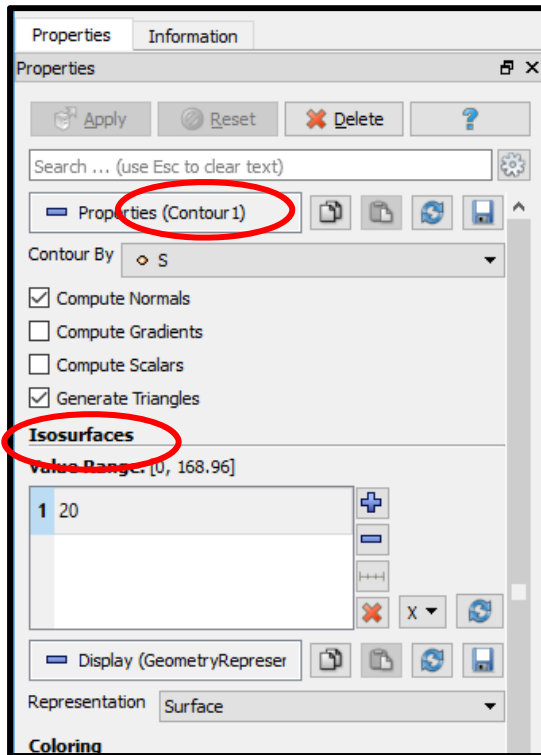 Properties Information
Properties
Apply Reset Delete ?
Search ... (use Esc to clear text)
Properties (Contour1)
Contour By S
Compute Normals
Compute Gradients
Compute Scalars
Generate Triangles
Isosurfaces
Value Range: [0, 168.96]
1 20
X
Display (GeometryRepreser
Representation Surface
Coloring